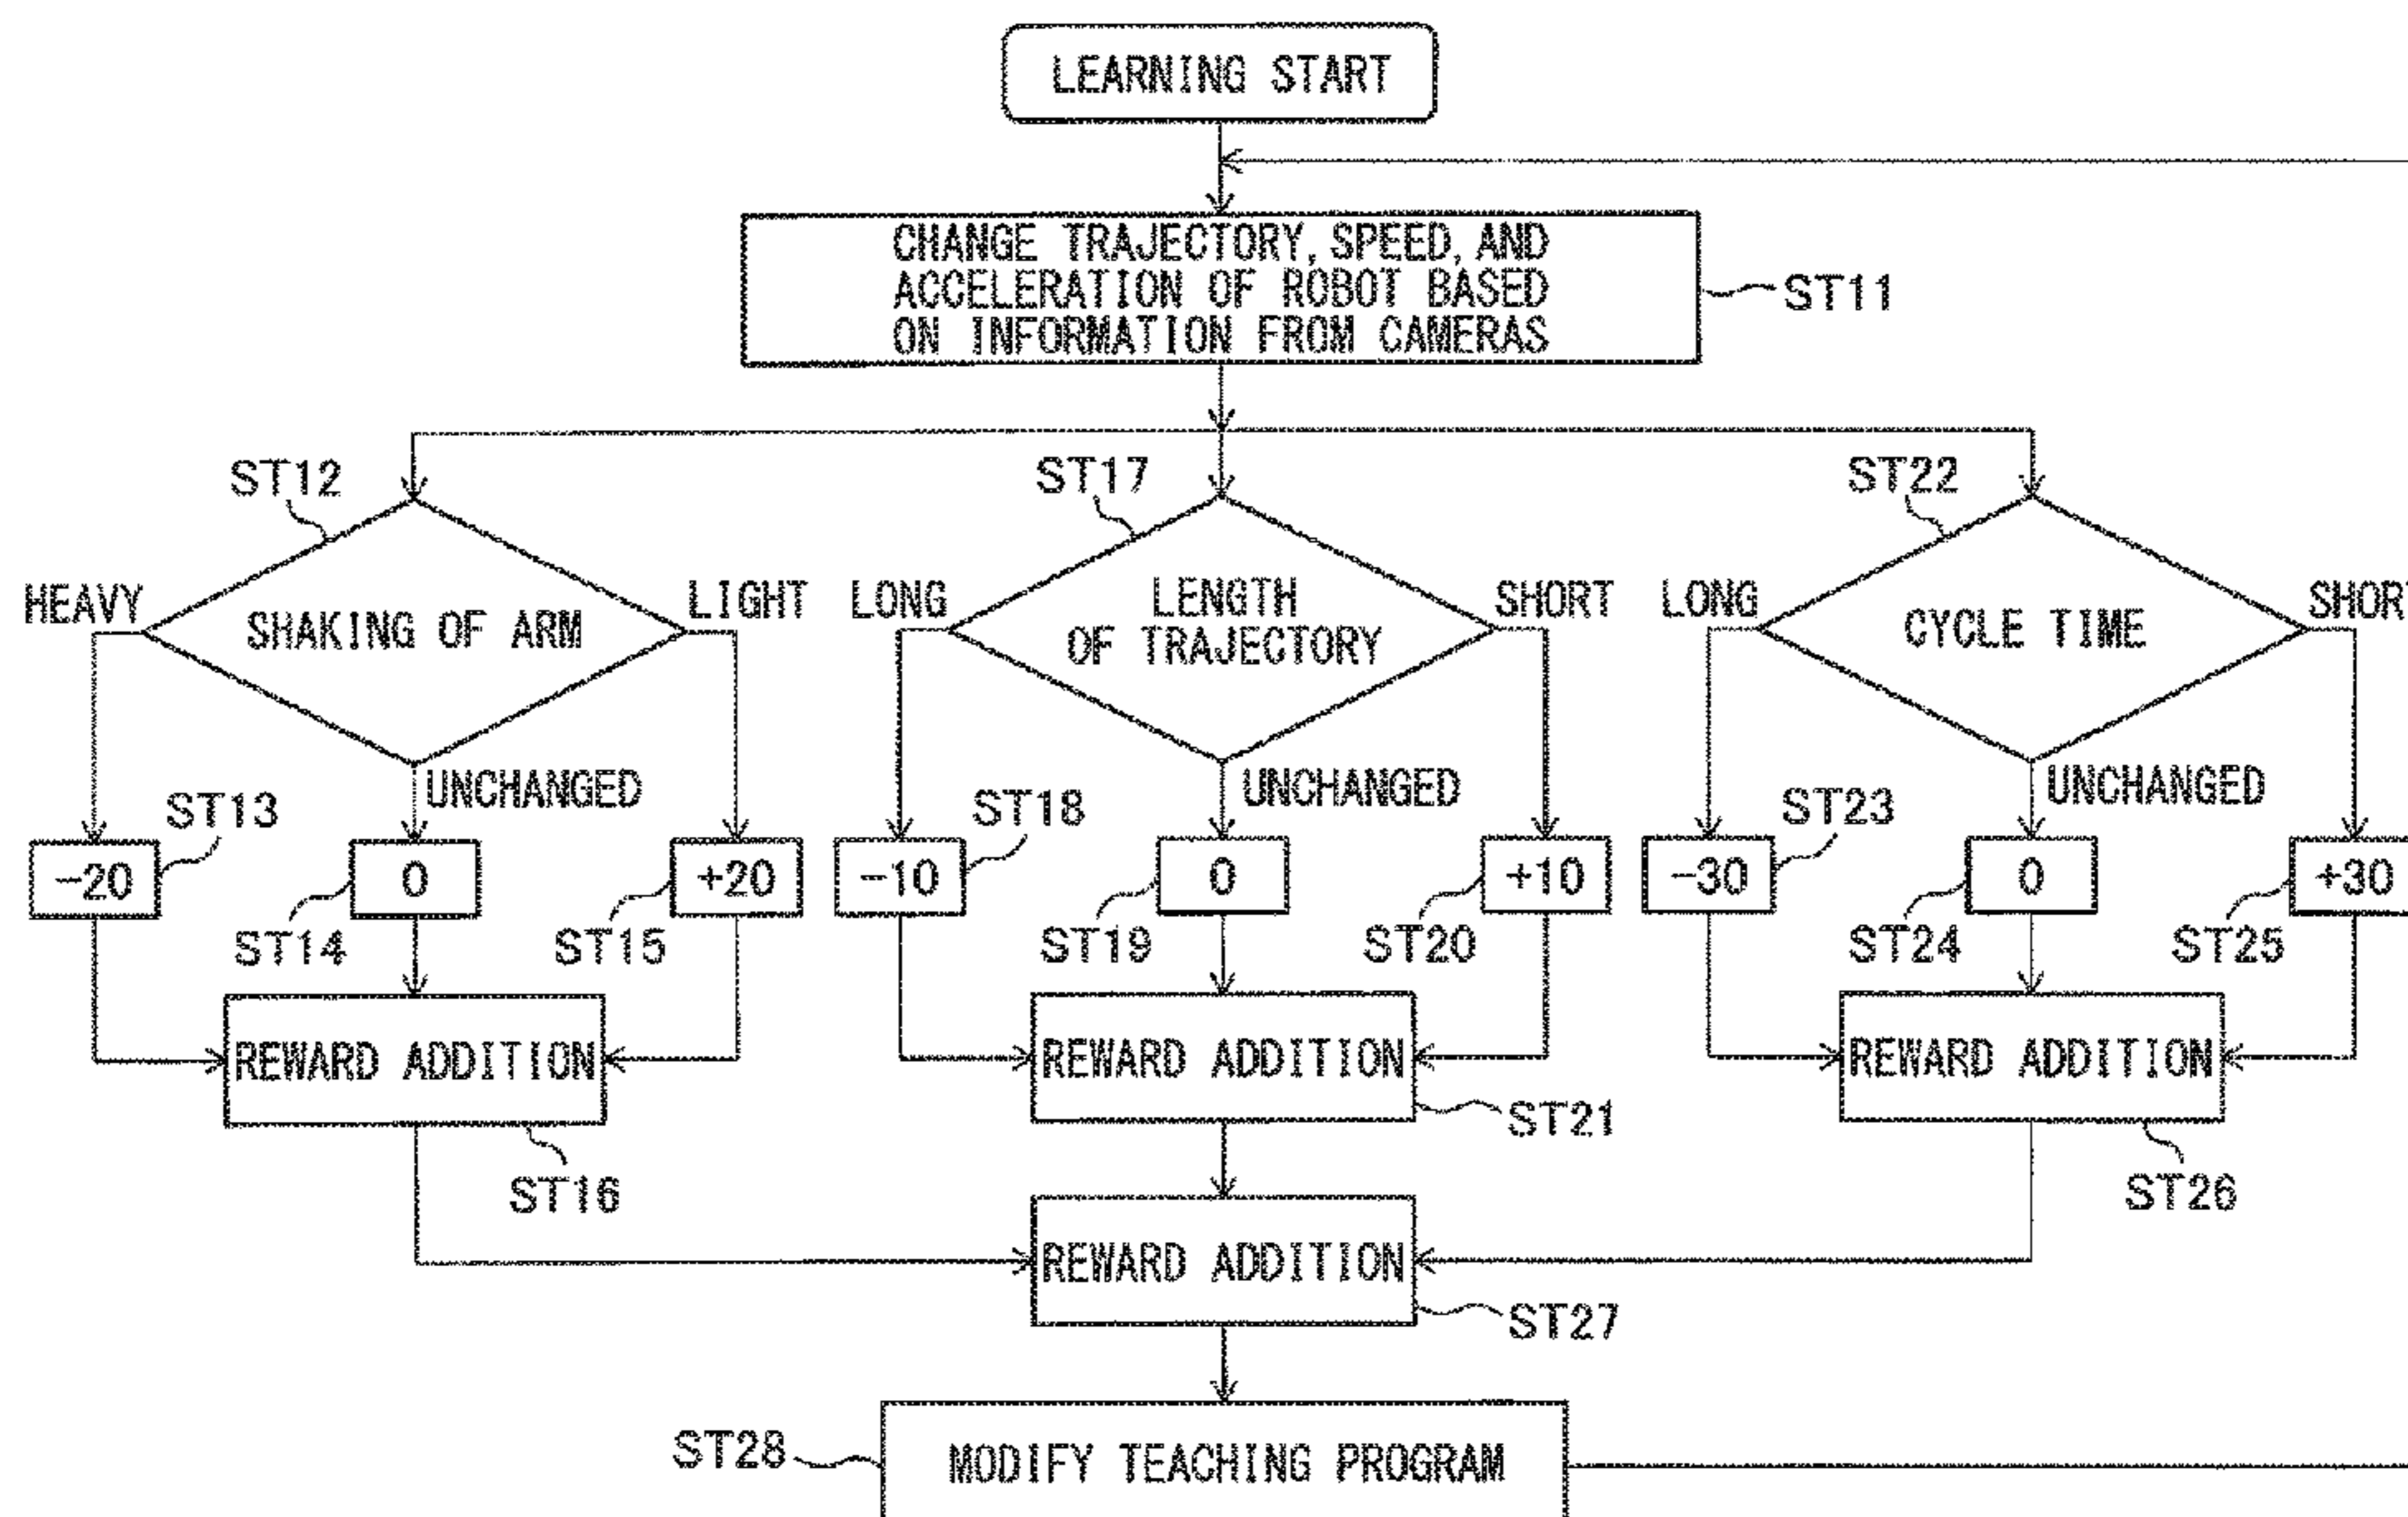 LEARNING START
CHANGE TRAJECTORY, SPEED, AND
ACCELERATION OF ROBOT BASED
ON INFORMATION FROM CAMERAS
ST11
ST12
ST17
ST22
HEAVY
SHAKING OF ARM
LIGHT
LONG
LENGTH
OF TRAJECTORY
SHORT
LONG
CYCLE TIME
SHORT
UNCHANGED
UNCHANGED
UNCHANGED
ST13
ST18
ST23
-20
0
+20
-10
0
+10
-30
0
+30
ST14
ST15
ST19
ST20
ST24
ST25
REWARD ADDITION
REWARD ADDITION
REWARD ADDITION
ST21
ST16
ST26
REWARD ADDITION
ST27
ST28
MODIFY TEACHING PROGRAM